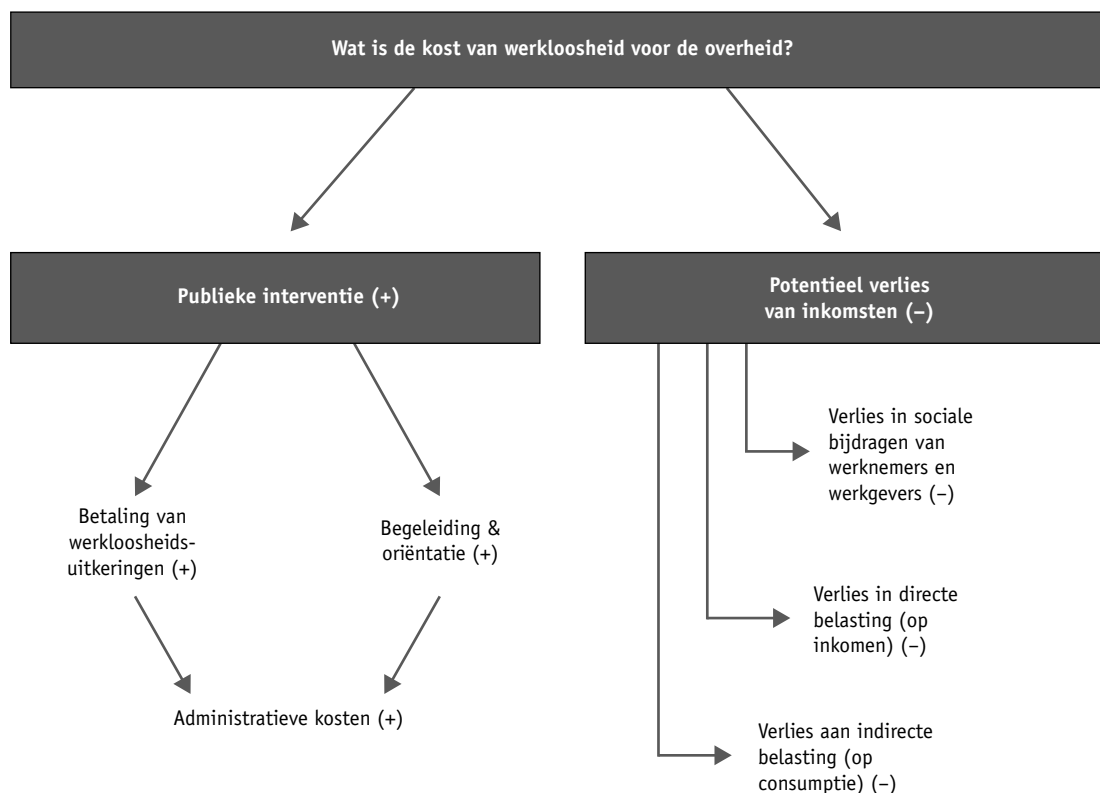 Wat is de kost van werkloosheid voor de overheid?
Publieke interventie (+)
Potentieel verlies
van inkomsten (–)
Betaling van
werkloosheids-
uitkeringen (+)
Begeleiding &
oriëntatie (+)
Administratieve kosten (+)
Verlies in sociale
bijdragen van
werknemers en
werkgevers (–)
Verlies in directe
belasting (op
inkomen) (–)
Verlies aan indirecte
belasting (op
consumptie) (–)